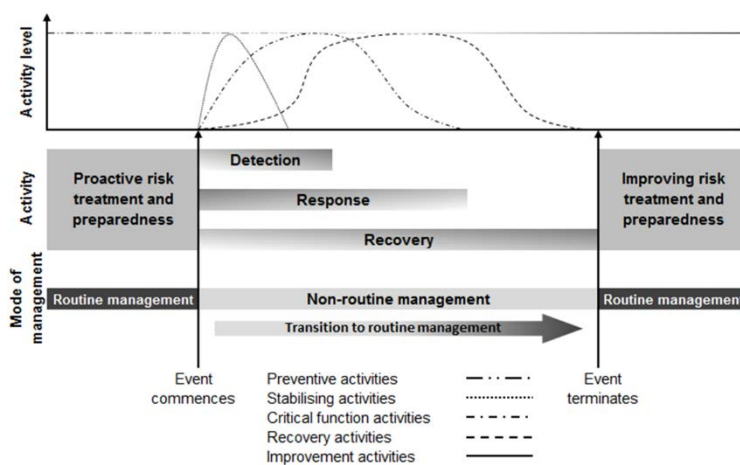 Activity level
Activity
Mode of
management
Proactive risk
treatment and
preparedness
Detection
Response
Recovery
Improving risk
treatment and
preparedness
Routine management
Non-routine management
Routine management
Transition to routine management
Event
commences
Event
terminates
Preventive activities
Stabilising activities
Critical function activities
Recovery activities
Improvement activities